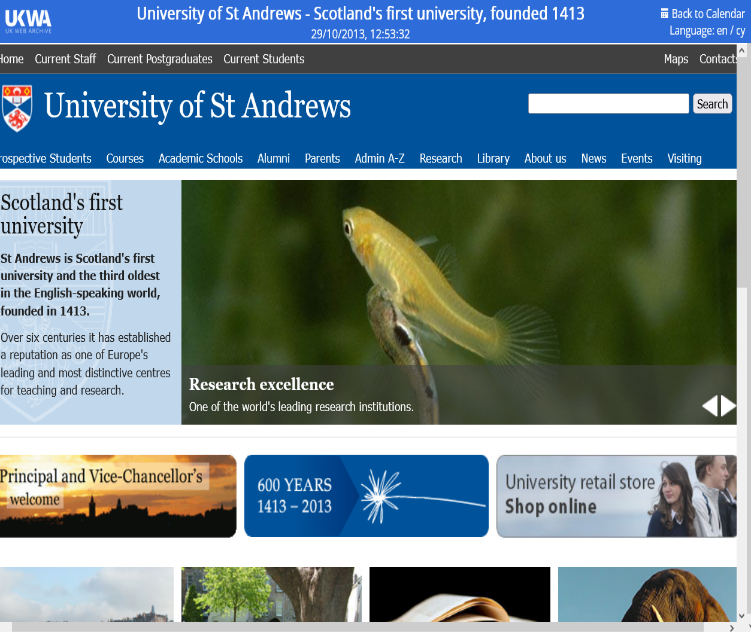 UKWA
UK WEB ARCHIVE
University of St Andrews - Scotland's first university, founded 1413
29/10/2013, 12:53:32
Back to Calendar
Language: en / cy
Home Current Staff Current Postgraduates Current Students Maps Contacts
University of St Andrews
Search
rospective Students Courses Academic Schools Alumni Parents Admin A-Z Research Library About us News Events Visiting
Scotland's first
university
St Andrews is Scotland's first
university and the third oldest
in the English-speaking world,
founded in 1413.
Over six centuries it has established
a reputation as one of Europe's
leading and most distinctive centres
for teaching and research.
Research excellence
One of the world's leading research institutions.
Principal and Vice-Chancellor's
welcome
600 YEARS
1413 – 2013
University retail store
Shop online